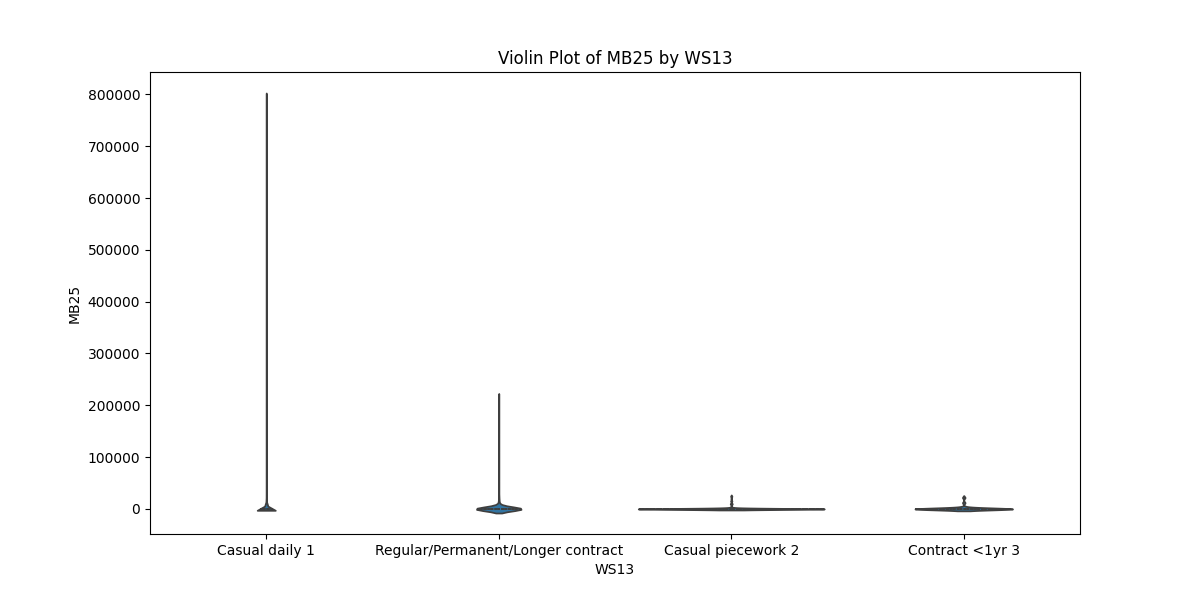 Violin Plot of MB25 by WS13
800000
700000
600000
500000
400000
300000
200000
100000
0
MB25
Casual daily 1
Regular/Permanent/Longer contract
Casual piecework 2
Contract <1yr 3
WS13